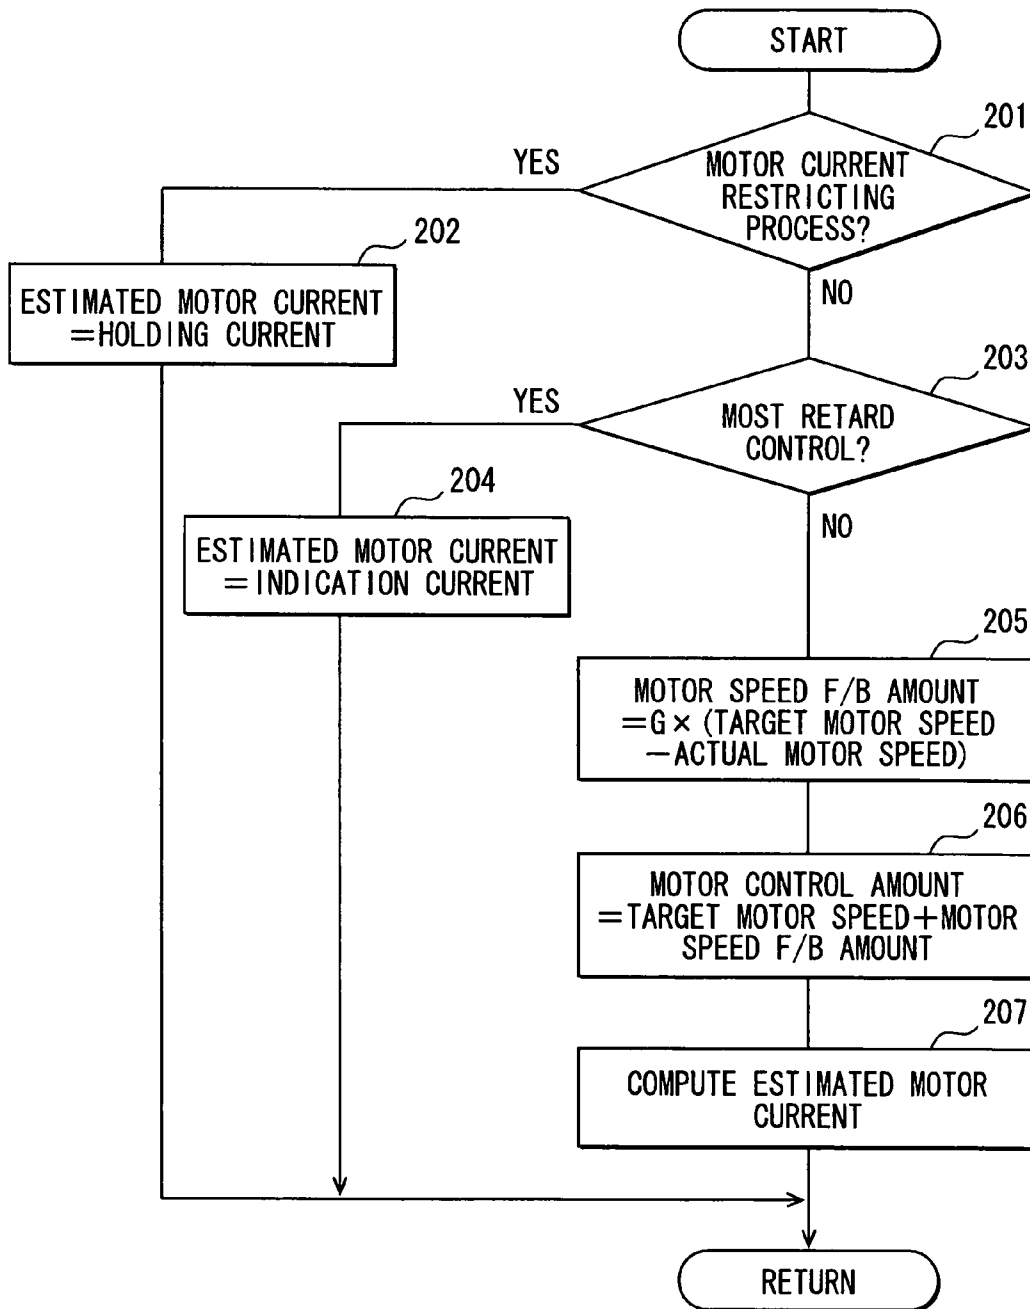 START
201
YES
MOTOR CURRENT
RESTRICTING
PROCESS?
202
NO
ESTIMATED MOTOR CURRENT
=HOLDING CURRENT
203
YES
MOST RETARD
CONTROL?
204
NO
ESTIMATED MOTOR CURRENT
=INDICATION CURRENT
205
MOTOR SPEED F/B AMOUNT
=G×(TARGET MOTOR SPEED
−ACTUAL MOTOR SPEED)
206
MOTOR CONTROL AMOUNT
=TARGET MOTOR SPEED+MOTOR
SPEED F/B AMOUNT
207
COMPUTE ESTIMATED MOTOR
CURRENT
RETURN